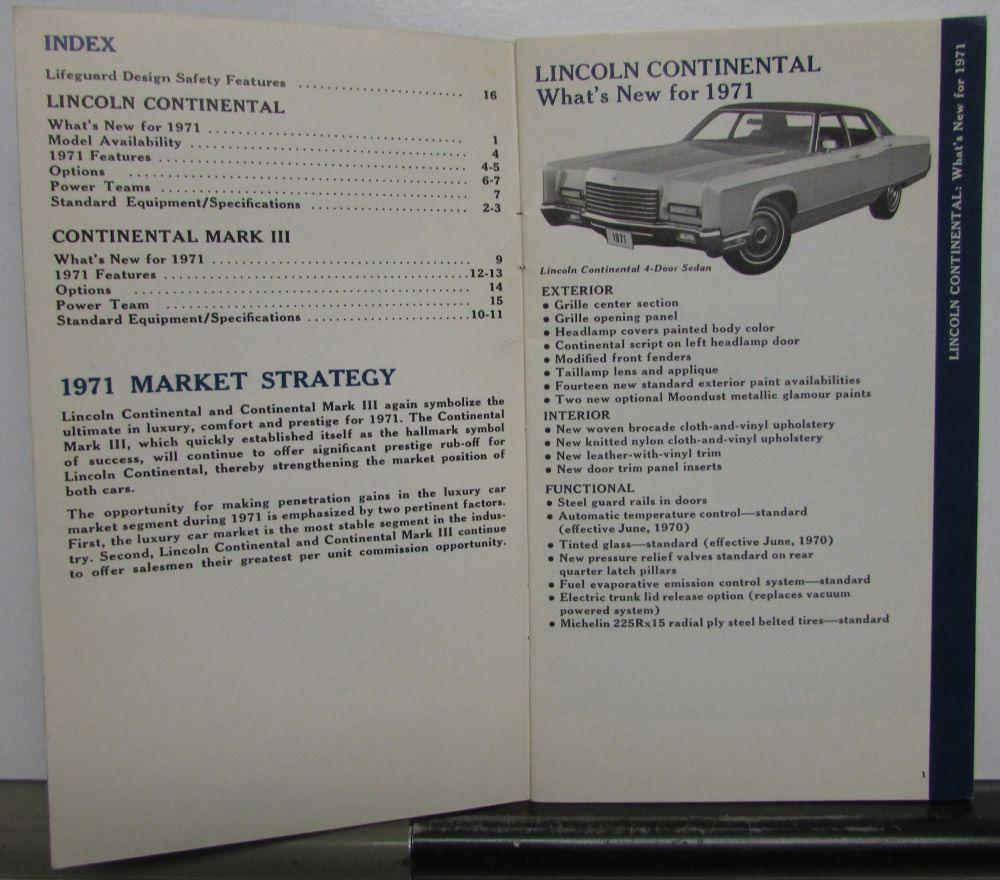 INDEX
Lifeguard Design Safety Features ........................ 16
LINCOLN CONTINENTAL
What's New for 1971 ........................ 1
Model Availability ........................ 4
1971 Features ........................ 4-5
Options ........................ 6-7
Power Teams ........................ 7
Standard Equipment/Specifications ........................ 2-3
CONTINENTAL MARK III
What's New for 1971 ........................ 9
1971 Features ........................ 12-13
Options ........................ 14
Power Team ........................ 15
Standard Equipment/Specifications ........................ 10-11
1971 MARKET STRATEGY
Lincoln Continental and Continental Mark III again symbolize the
ultimate in luxury, comfort and prestige for 1971. The Continental
Mark III, which quickly established itself as the hallmark symbol
of success, will continue to offer significant prestige rub-off for
Lincoln Continental, thereby strengthening the market position of
both cars.
The opportunity for making penetration gains in the luxury car
market segment during 1971 is emphasized by two pertinent factors.
First, the luxury car market is the most stable segment in the indus-
try. Second, Lincoln Continental and Continental Mark III continue
to offer salesmen their greatest per unit commission opportunity.
LINCOLN CONTINENTAL
What's New for 1971
1971
Lincoln Continental 4-Door Sedan
EXTERIOR
• Grille center section
• Grille opening panel
• Headlamp covers painted body color
• Continental script on left headlamp door
• Modified front fenders
• Taillamp lens and applique
• Fourteen new standard exterior paint availabilities
• Two new optional Moondust metallic glamour paints
INTERIOR
• New woven brocade cloth-and-vinyl upholstery
• New knitted nylon cloth-and-vinyl upholstery
• New leather-with-vinyl trim
• New door trim panel inserts
FUNCTIONAL
• Steel guard rails in doors
• Automatic temperature control—standard
(effective June, 1970)
• Tinted glass—standard (effective June, 1970)
• New pressure relief valves standard on rear
quarter latch pillars
• Fuel evaporative emission control system—standard
• Electric trunk lid release option (replaces vacuum
powered system)
• Michelin 225Rx15 radial ply steel belted tires—standard
1
LINCOLN CONTINENTAL: What's New for 1971